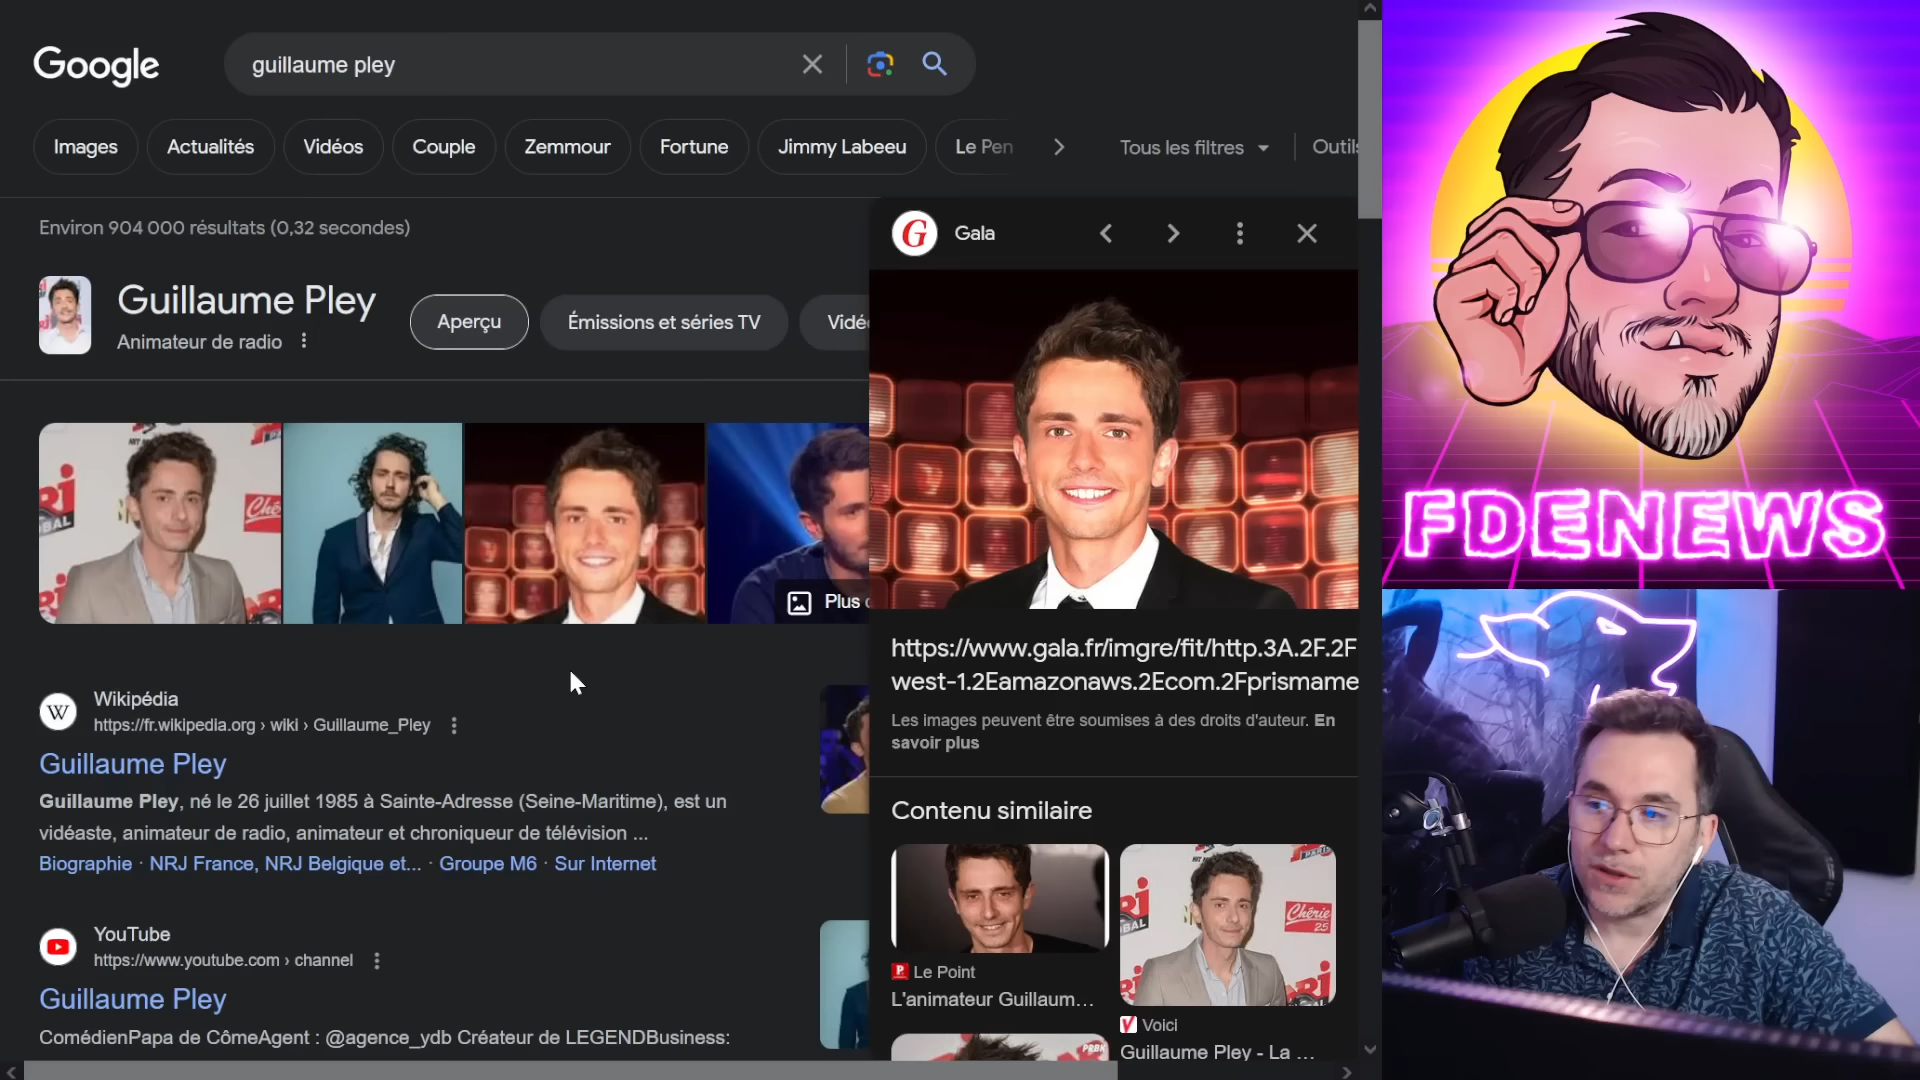 Google
guillaume pley
Images
Actualités
Vidéos
Couple
Zemmour
Fortune
Jimmy Labeeu
Le Pen
Tous les filtres
Outils
Environ 904 000 résultats (0,32 secondes)
Guillaume Pley
Animateur de radio
Aperçu
Émissions et séries TV
Vidé
Plus
G
Gala
https://www.gala.fr/imgre/fit/http.3A.2F.2F
west-1.2Eamazonaws.2Ecom.2Fprismame
Les images peuvent être soumises à des droits d'auteur. En
savoir plus
Contenu similaire
Le Point
L'animateur Guillaum...
Chérie
25
Voici
Guillaume Pley - La ...
W
Wikipédia
https://fr.wikipedia.org › wiki › Guillaume_Pley
Guillaume Pley
Guillaume Pley, né le 26 juillet 1985 à Sainte-Adresse (Seine-Maritime), est un
vidéaste, animateur de radio, animateur et chroniqueur de télévision ...
Biographie · NRJ France, NRJ Belgique et... · Groupe M6 · Sur Internet
YouTube
https://www.youtube.com › channel
Guillaume Pley
ComédienPapa de CômeAgent : @agence_ydb Créateur de LEGENDBusiness:
FDENEWS